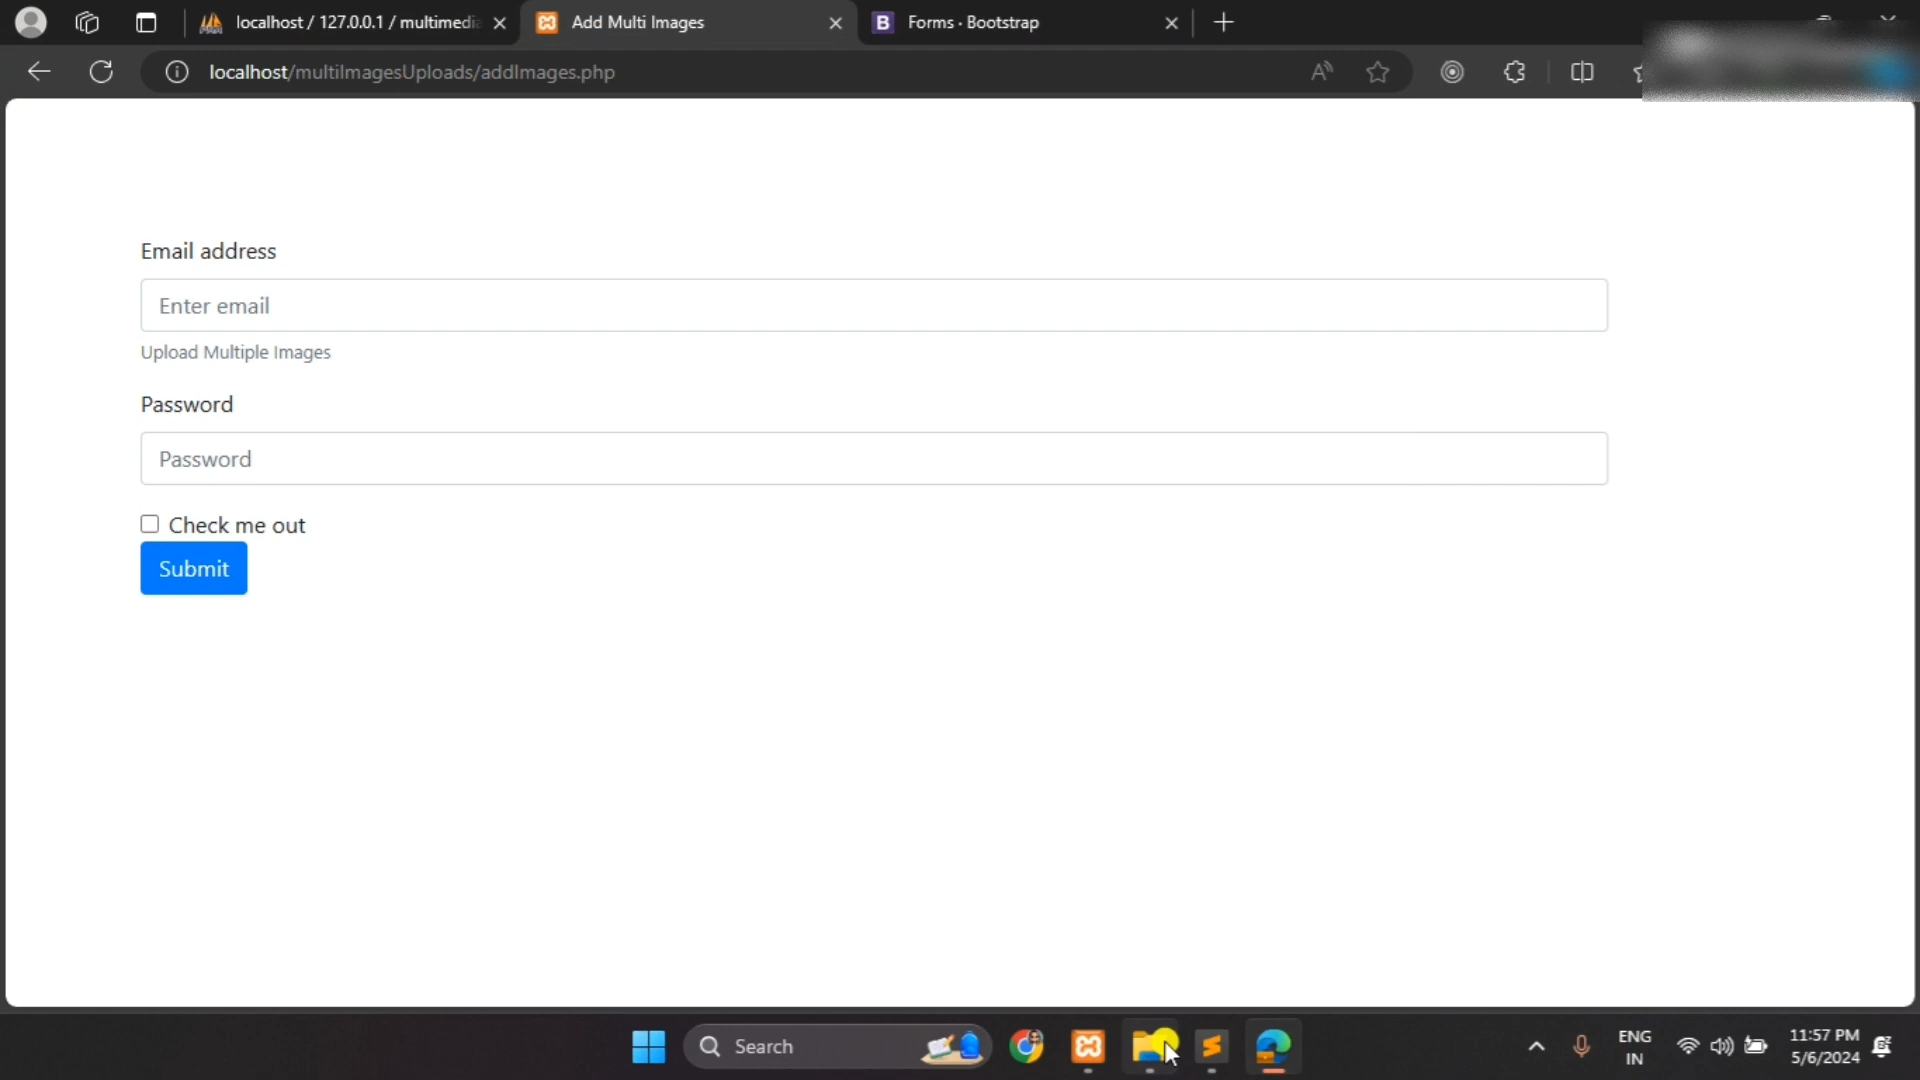 localhost / 127.0.0.1 / multimedia
Add Multi Images
B Forms · Bootstrap
localhost/multiImagesUploads/addImages.php
Email address
Enter email
Upload Multiple Images
Password
Password
Check me out
Submit
Search
ENG
IN
11:57 PM
5/6/2024